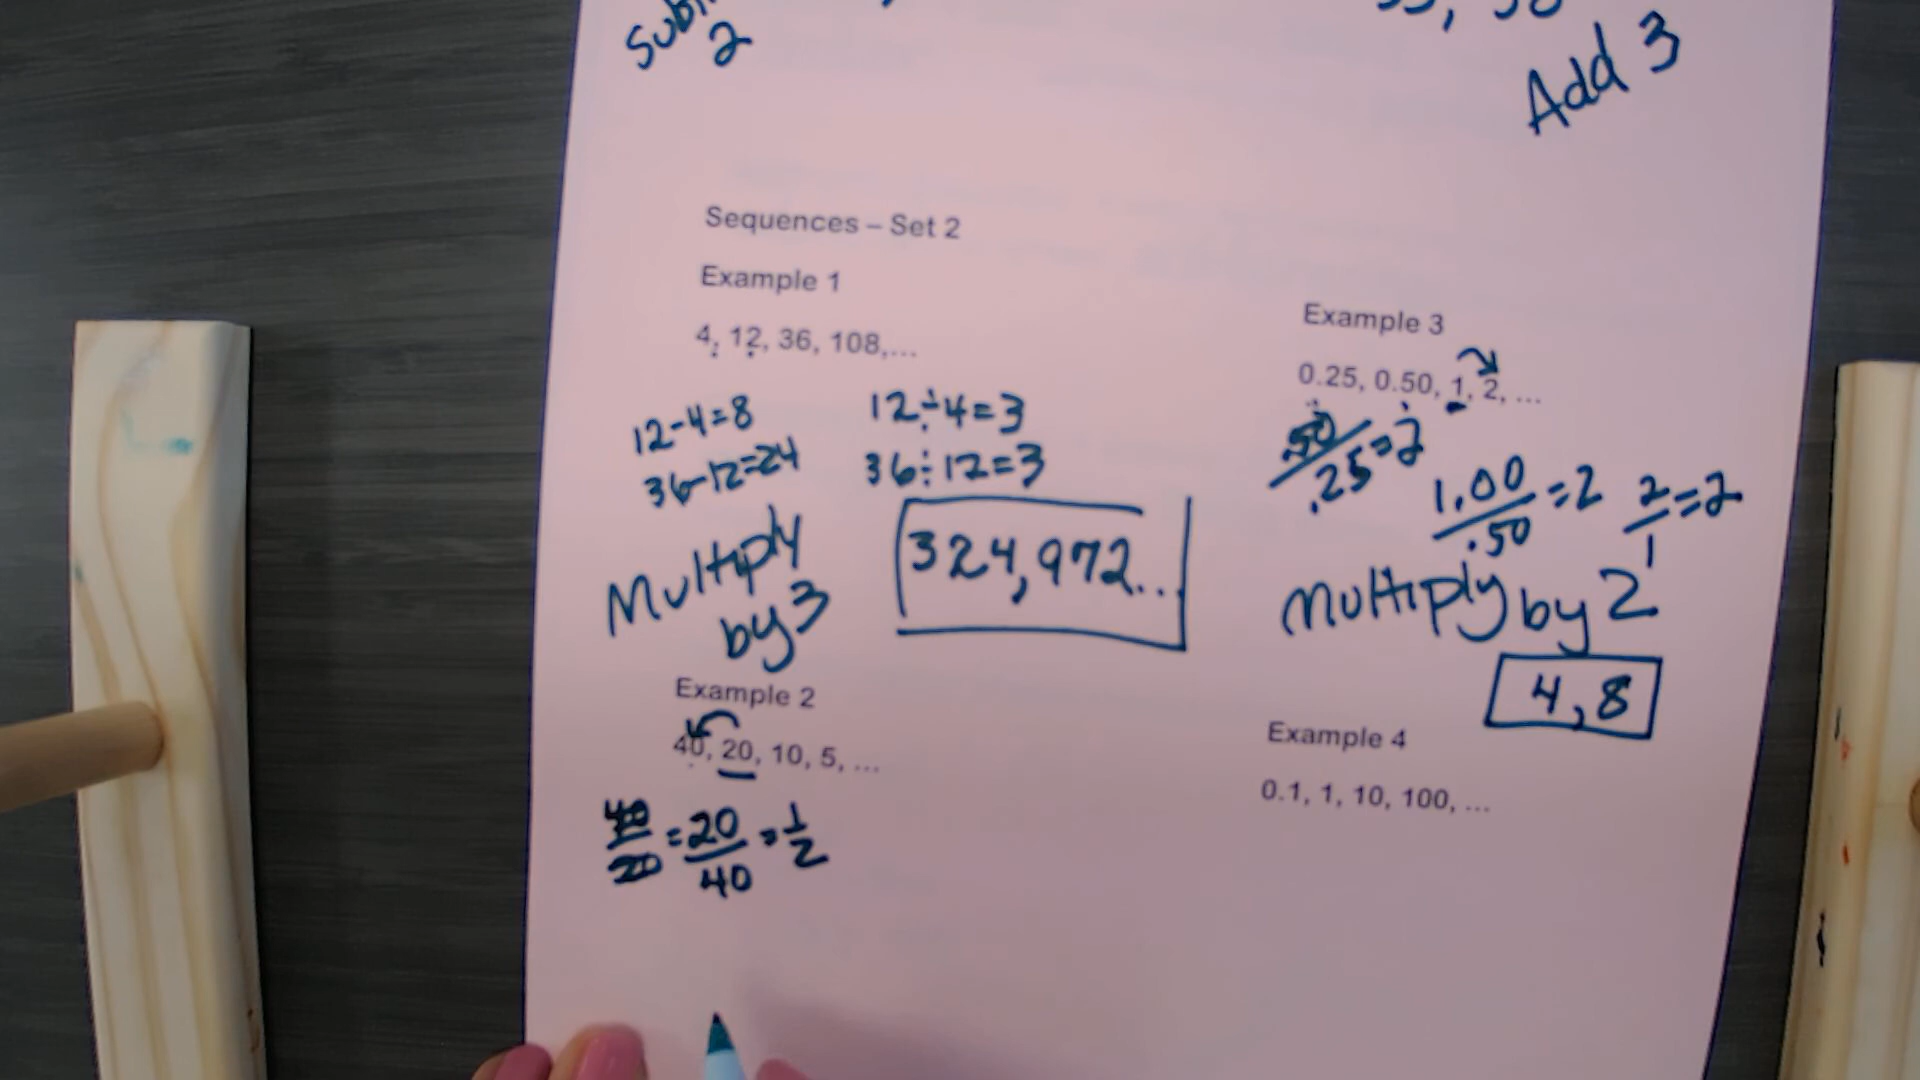 2
Add 3
Sequences – Set 2
Example 1
4, 12, 36, 108,...
12-4=8
36-12=24
12÷4=3
36÷12=3
Multiply
by 3
324,972...
Example 2
40, 20, 10, 5, ...
40/20 = 20/40 = 1/2
Example 3
0.25, 0.50, 1, 2, ...
.50/.25=2
1.00/.50=2
2/1=2
Multiply by 2
4,8
Example 4
0.1, 1, 10, 100, ...